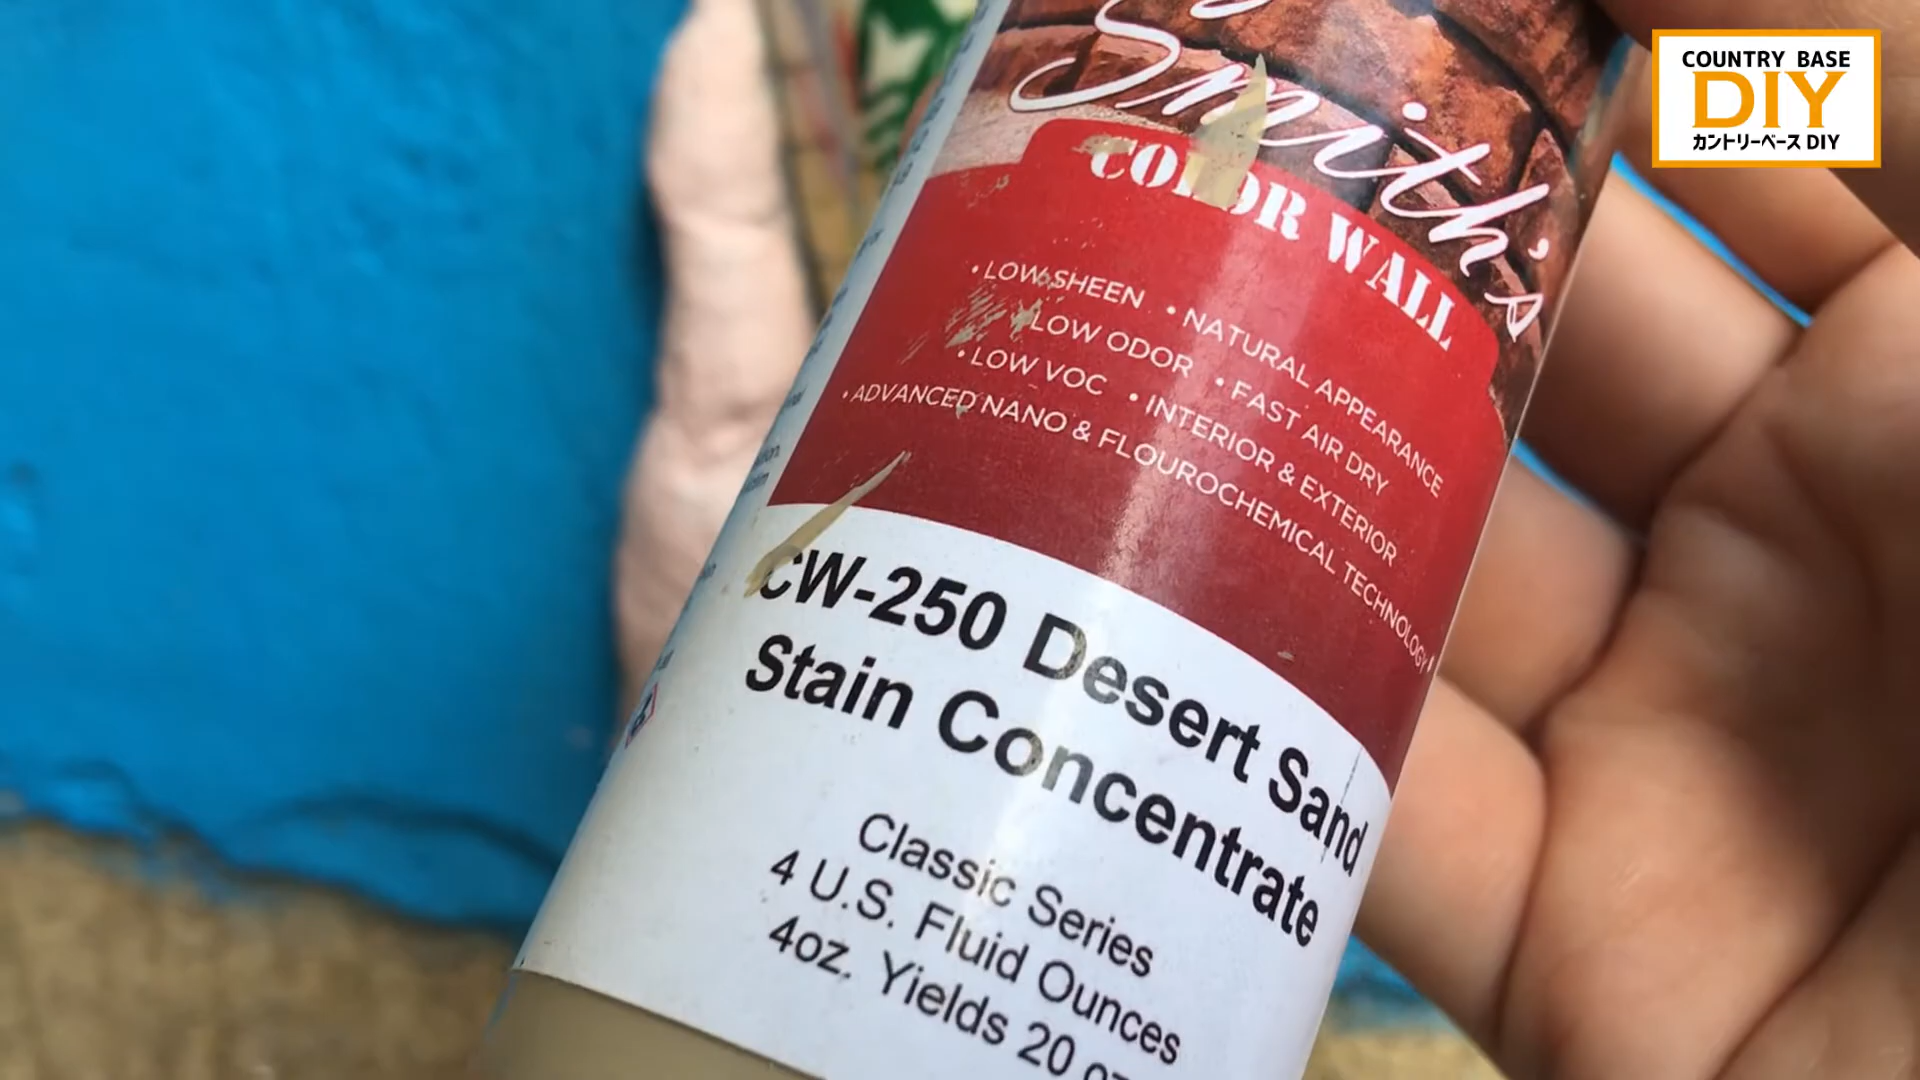 COUNTRY BASE
DIY
カントリーベース DIY
Smith's
COLOR WALL
• LOW SHEEN • NATURAL APPEARANCE
LOW ODOR • FAST AIR DRY
• LOW VOC • INTERIOR & EXTERIOR
• ADVANCED NANO & FLOUROCHEMICAL TECHNOLOGY
CW-250 Desert Sand
Stain Concentrate
Classic Series
4 U.S. Fluid Ounces
4oz. Yields 20 oz